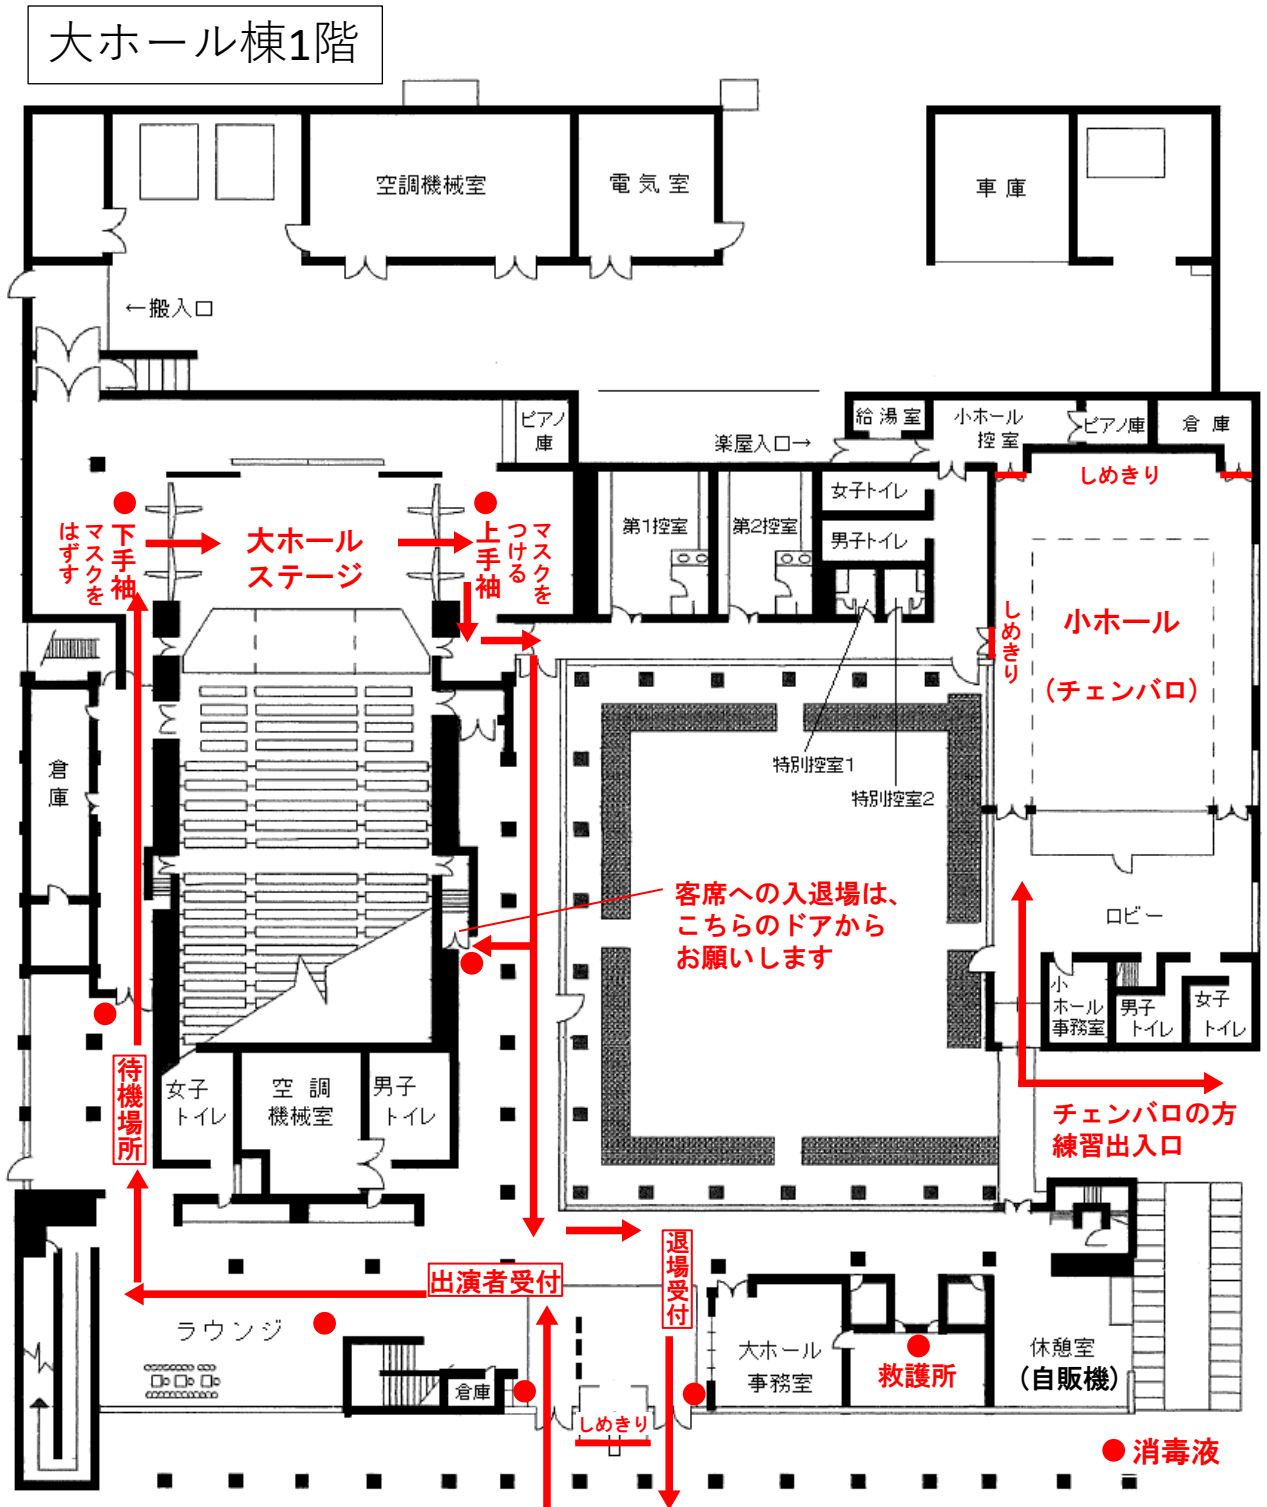 大ホール棟1階
空調機械室
電気室
車庫
←搬入口
ピアノ
庫
楽屋入口→
給湯室
小ホール
控室
ピアノ庫
倉庫
しめきり
女子トイレ
男子トイレ
第1控室
第2控室
下手袖
マスクを
はずす
大ホール
ステージ
上手袖
マスクを
つける
しめきり
小ホール
（チェンバロ）
特別控室1
特別控室2
倉庫
客席への入退場は、
こちらのドアから
お願いします
ロビー
小
ホール
事務室
男子
トイレ
女子
トイレ
待機場所
女子
トイレ
空調
機械室
男子
トイレ
チェンバロの方
練習出入口
出演者受付
退場受付
ラウンジ
倉庫
しめきり
大ホール
事務室
救護所
休憩室
（自販機）
●消毒液